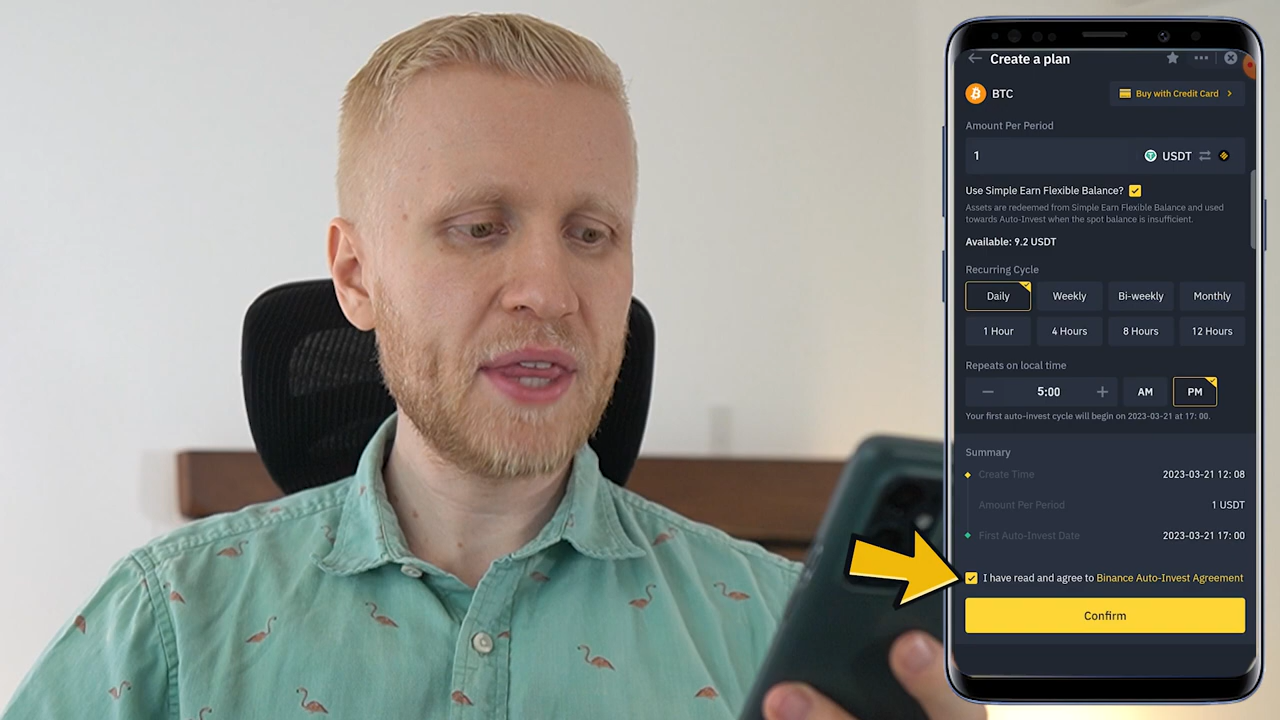 Create a plan
BTC
Buy with Credit Card
Amount Per Period
1
USDT
Use Simple Earn Flexible Balance?
Assets are redeemed from Simple Earn Flexible Balance and used
towards Auto-Invest when the spot balance is insufficient.
Available: 9.2 USDT
Recurring Cycle
Daily Weekly Bi-weekly Monthly
1 Hour 4 Hours 8 Hours 12 Hours
Repeats on local time
5:00 AM PM
Your first auto-invest cycle will begin on 2023-03-21 at 17: 00.
Summary
Create Time 2023-03-21 12: 08
Amount Per Period 1 USDT
First Auto-Invest Date 2023-03-21 17:00
I have read and agree to Binance Auto-Invest Agreement
Confirm